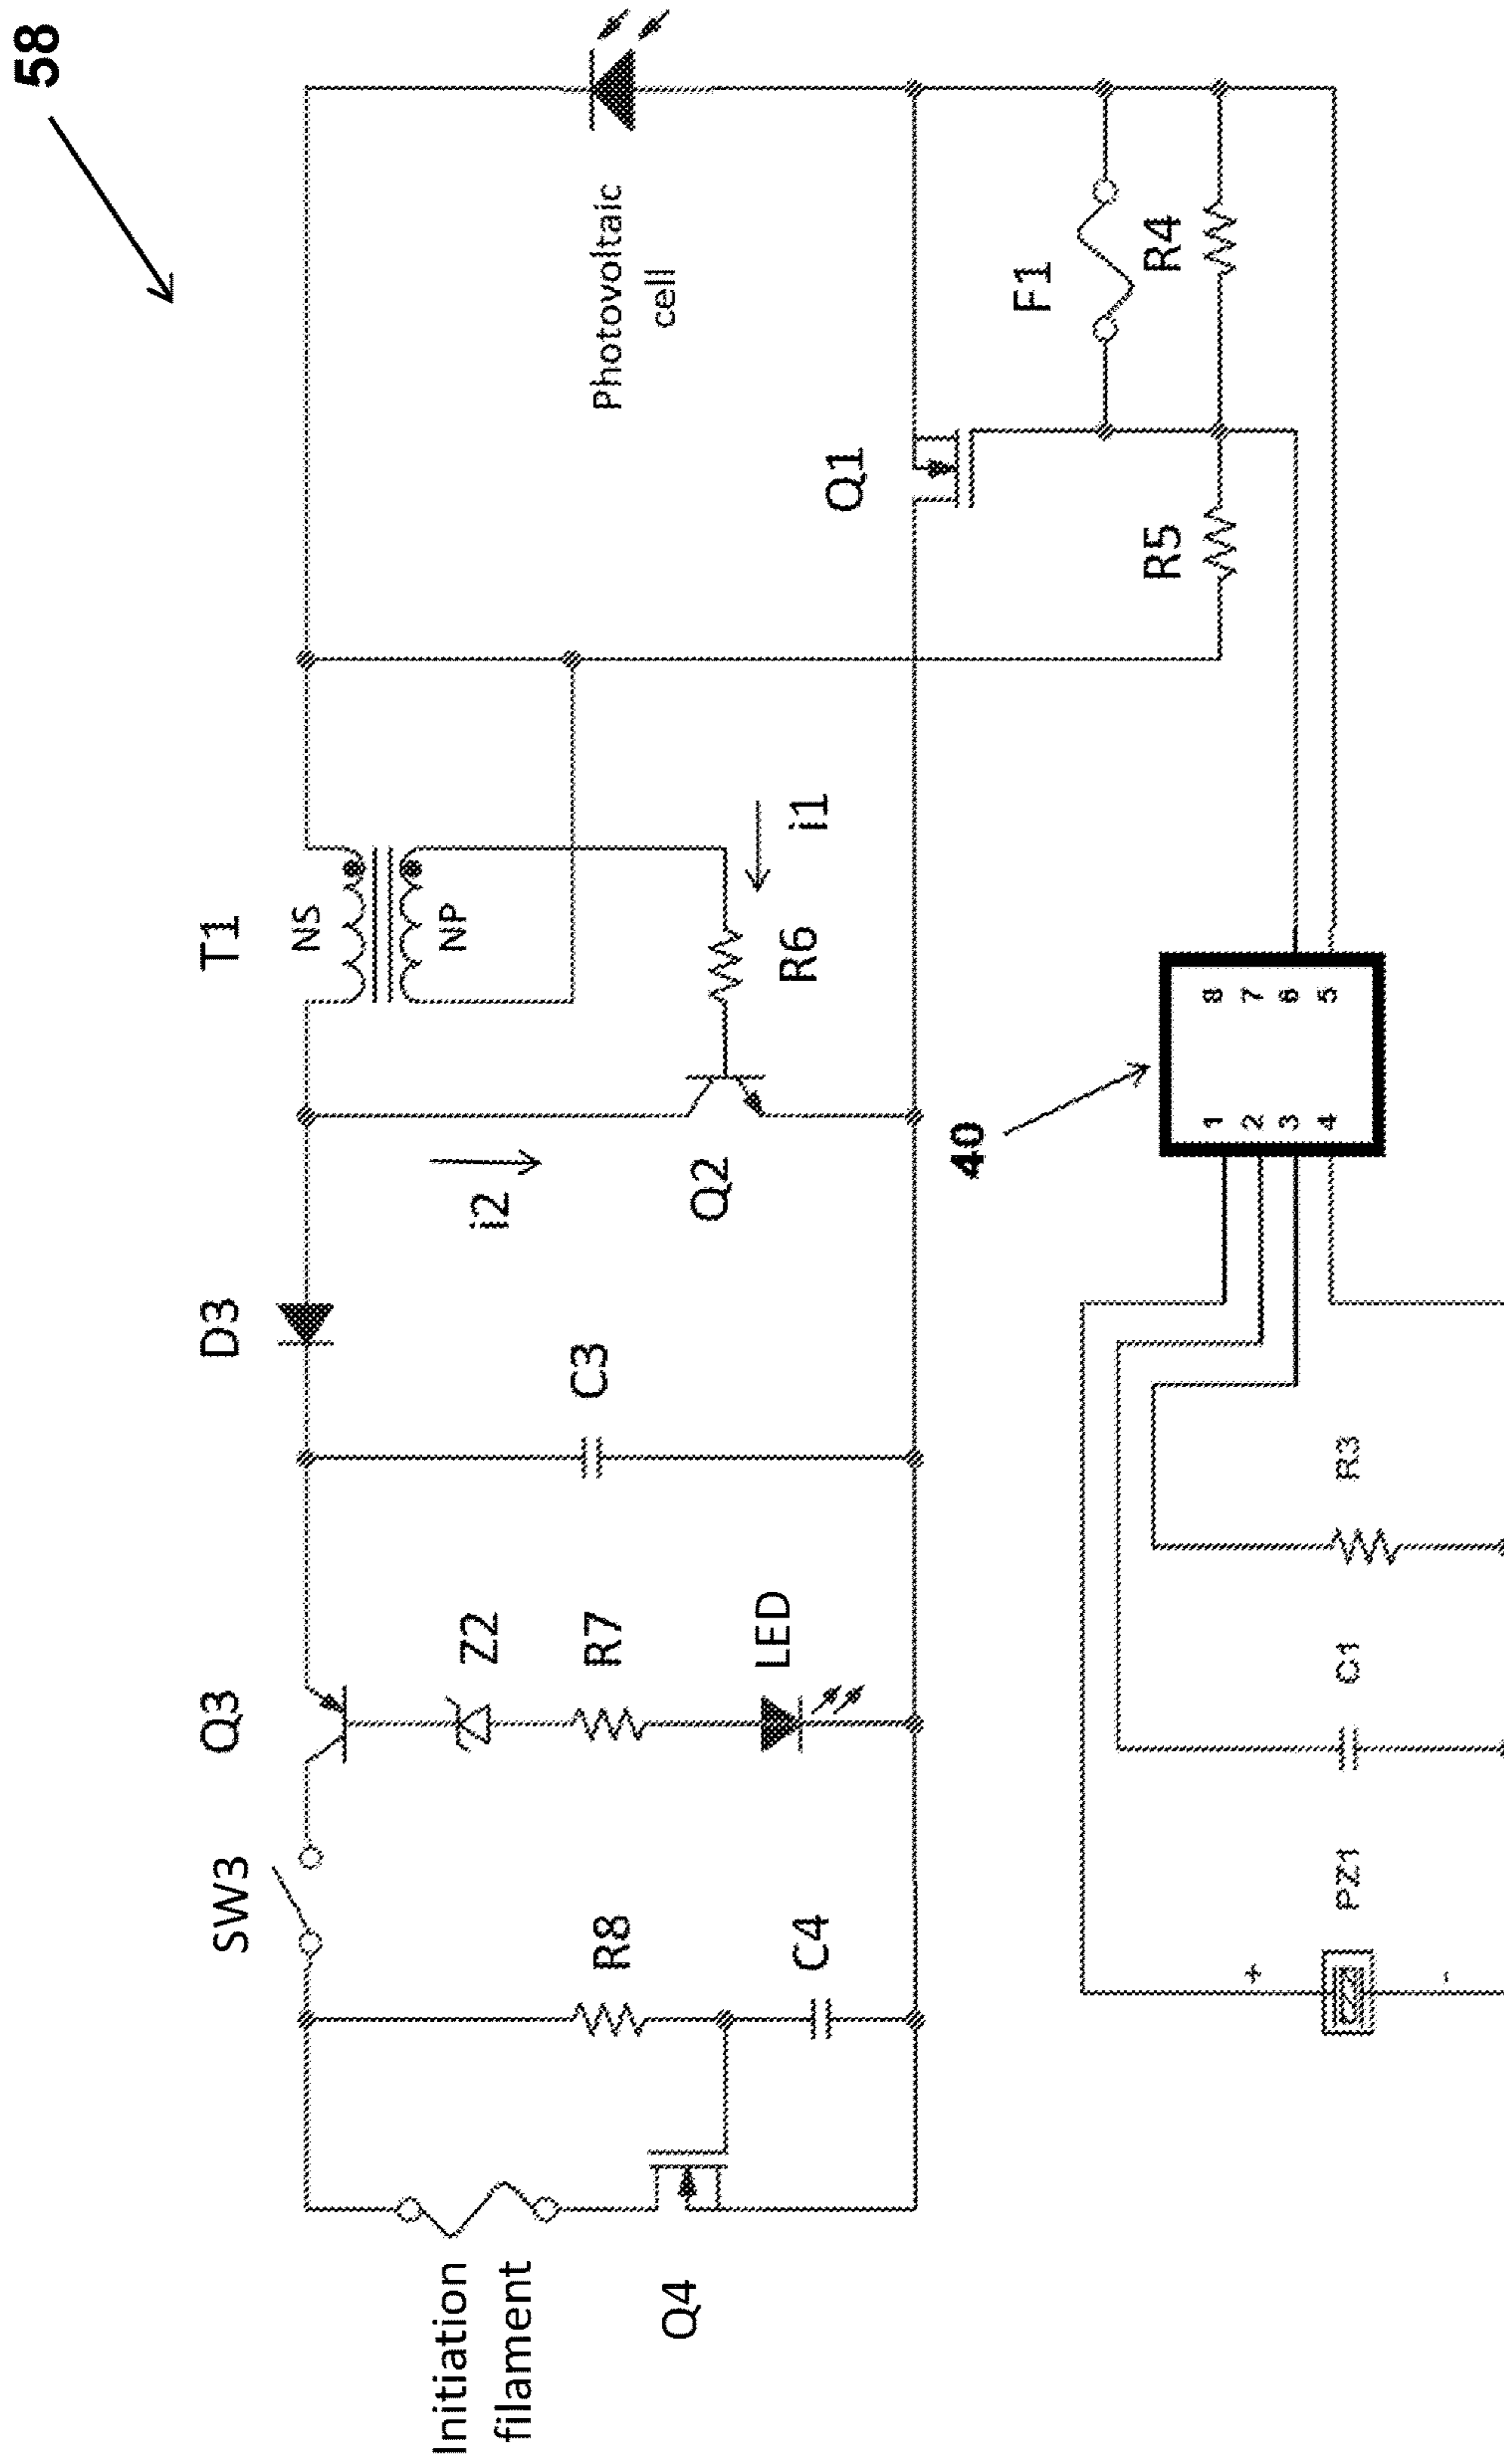 58
Photovoltaic
cell
F1
R4
Q1
R5
T1
NS
NP
i1
R6
i2
Q2
40
8
7
6
5
1
2
3
4
D3
C3
R3
Q3
Z2
R7
LED
C1
SW3
R8
C4
PZ1
+
-
Initiation
filament
Q4